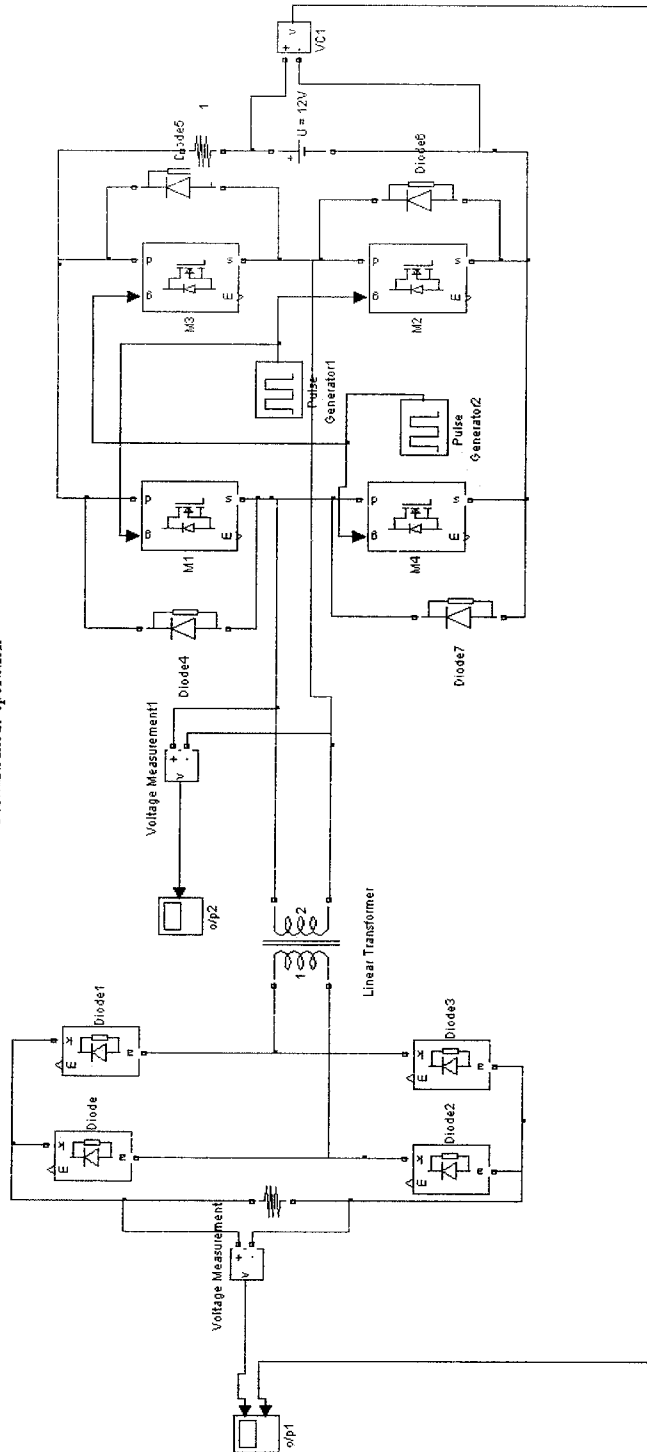 VC1
1
U = 12V
+
Diode5
Diode6
M3
g
d
s
m
M2
g
d
s
m
Pulse
Generator1
Pulse
Generator2
M1
g
d
s
m
M4
g
d
s
m
Diode4
Diode7
Voltage Measurement1
+
-
v
o/p2
Linear Transformer
1
2
Diode1
Diode
Diode3
Diode2
m
k
a
Voltage Measurement
+
-
v
o/p1